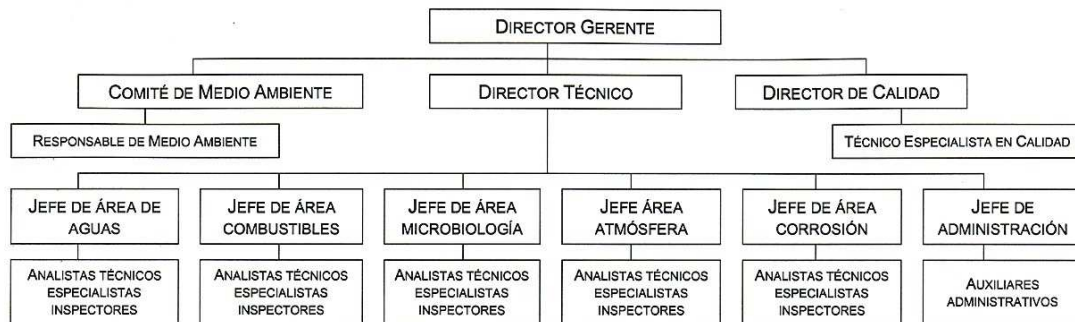 DIRECTOR GERENTE
COMITÉ DE MEDIO AMBIENTE
DIRECTOR TÉCNICO
DIRECTOR DE CALIDAD
RESPONSABLE DE MEDIO AMBIENTE
TÉCNICO ESPECIALISTA EN CALIDAD
JEFE DE ÁREA DE
AGUAS
JEFE DE ÁREA
COMBUSTIBLES
JEFE DE ÁREA
MICROBIOLOGÍA
JEFE ÁREA
ATMÓSFERA
JEFE DE ÁREA
CORROSIÓN
JEFE DE
ADMINISTRACIÓN
ANALISTAS TÉCNICOS
ESPECIALISTAS
INSPECTORES
ANALISTAS TÉCNICOS
ESPECIALISTAS
INSPECTORES
ANALISTAS TÉCNICOS
ESPECIALISTAS
INSPECTORES
ANALISTAS TÉCNICOS
ESPECIALISTAS
INSPECTORES
ANALISTAS TÉCNICOS
ESPECIALISTAS
INSPECTORES
AUXILIARES
ADMINISTRATIVOS